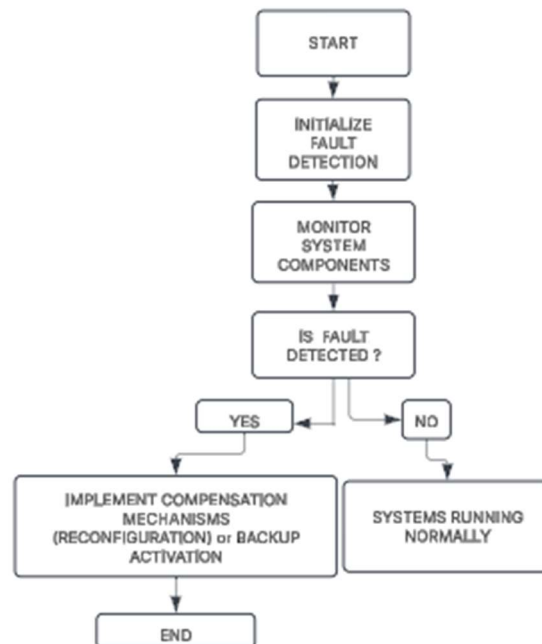 START
INITIALIZE
FAULT
DETECTION
MONITOR
SYSTEM
COMPONENTS
IS FAULT
DETECTED ?
YES
NO
IMPLEMENT COMPENSATION
MECHANISMS
(RECONFIGURATION) or BACKUP
ACTIVATION
SYSTEMS RUNNING
NORMALLY
END